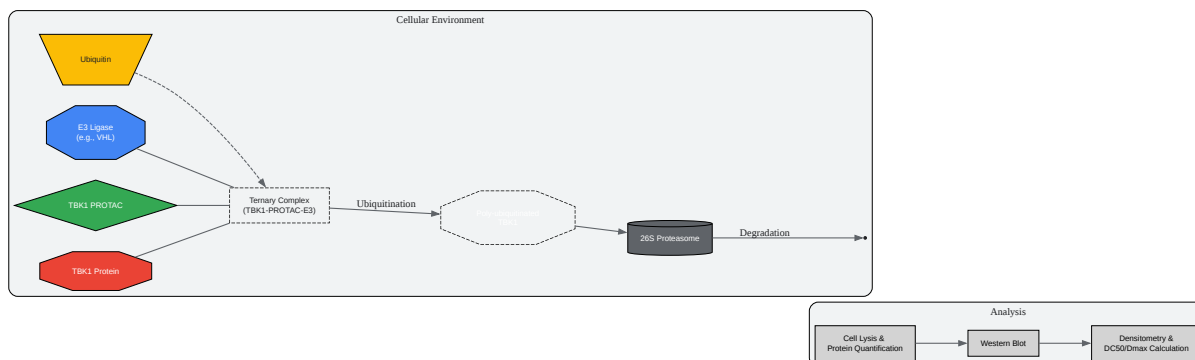 Cellular Environment
Ubiquitin
E3 Ligase
(e.g., VHL)
TBK1 PROTAC
TBK1 Protein
Ternary Complex
(TBK1-PROTAC-E3)
Ubiquitination
26S Proteasome
Degradation
Analysis
Cell Lysis &
Protein Quantification
Western Blot
Densitometry &
DC50/Dmax Calculation